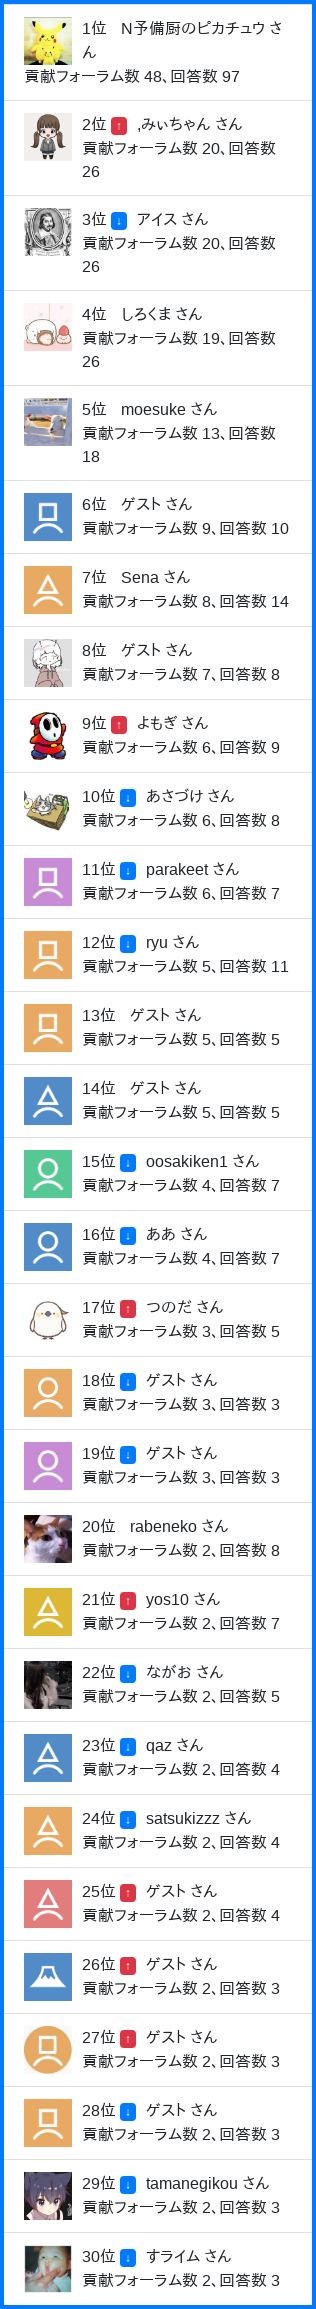 1位 N予備厨のピカチュウ さ
ん
貢献フォーラム数 48、回答数 97
2位 ↑ ,みぃちゃん さん
貢献フォーラム数 20、回答数
26
3位 ↓ アイス さん
貢献フォーラム数 20、回答数
26
4位 しろくま さん
貢献フォーラム数 19、回答数
26
5位 moesuke さん
貢献フォーラム数 13、回答数
18
6位 ゲスト さん
貢献フォーラム数 9、回答数 10
7位 Sena さん
貢献フォーラム数 8、回答数 14
8位 ゲスト さん
貢献フォーラム数 7、回答数 8
9位 ↑ よもぎ さん
貢献フォーラム数 6、回答数 9
10位 ↓ あさづけ さん
貢献フォーラム数 6、回答数 8
11位 ↓ parakeet さん
貢献フォーラム数 6、回答数 7
12位 ↓ ryu さん
貢献フォーラム数 5、回答数 11
13位 ゲスト さん
貢献フォーラム数 5、回答数 5
14位 ゲスト さん
貢献フォーラム数 5、回答数 5
15位 ↓ oosakiken1 さん
貢献フォーラム数 4、回答数 7
16位 ↓ ああ さん
貢献フォーラム数 4、回答数 7
17位 ↑ つのだ さん
貢献フォーラム数 3、回答数 5
18位 ↓ ゲスト さん
貢献フォーラム数 3、回答数 3
19位 ↓ ゲスト さん
貢献フォーラム数 3、回答数 3
20位 rabeneko さん
貢献フォーラム数 2、回答数 8
21位 ↑ yos10 さん
貢献フォーラム数 2、回答数 7
22位 ↓ ながお さん
貢献フォーラム数 2、回答数 5
23位 ↓ qaz さん
貢献フォーラム数 2、回答数 4
24位 ↓ satsukizzz さん
貢献フォーラム数 2、回答数 4
25位 ↑ ゲスト さん
貢献フォーラム数 2、回答数 4
26位 ↑ ゲスト さん
貢献フォーラム数 2、回答数 3
27位 ↑ ゲスト さん
貢献フォーラム数 2、回答数 3
28位 ↓ ゲスト さん
貢献フォーラム数 2、回答数 3
29位 ↓ tamanegikou さん
貢献フォーラム数 2、回答数 3
30位 ↓ すライム さん
貢献フォーラム数 2、回答数 3